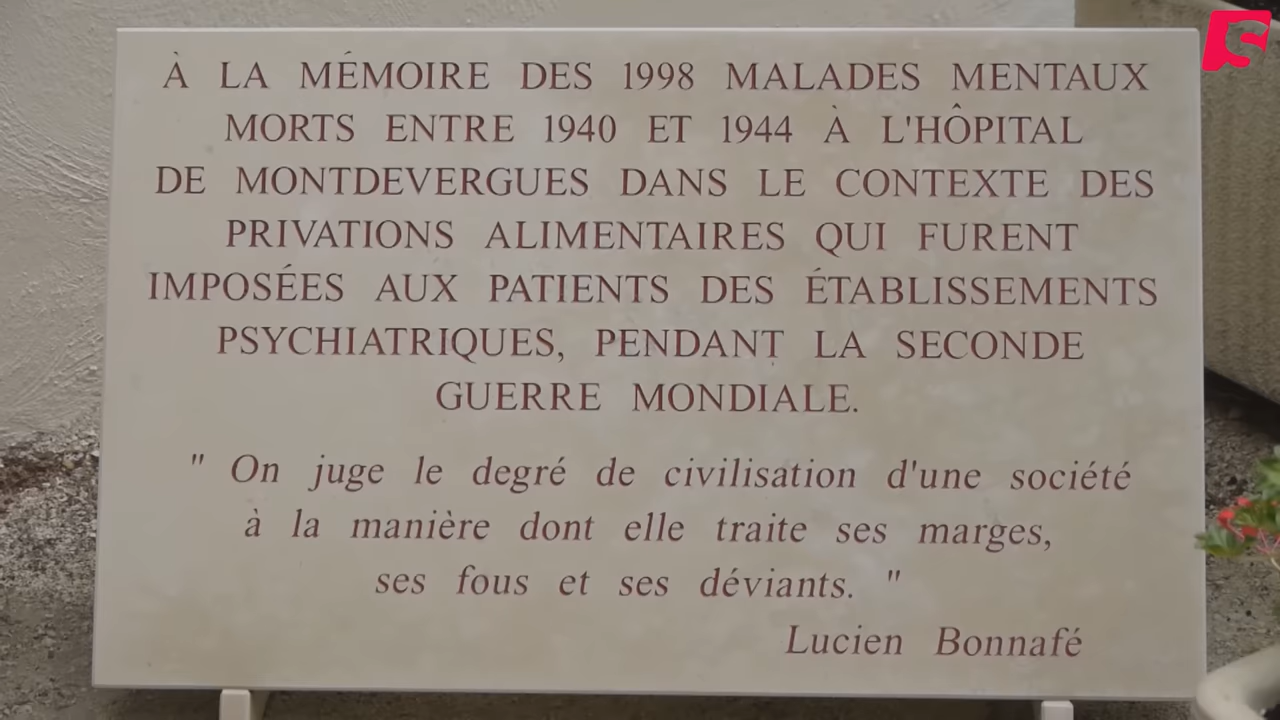 À LA MÉMOIRE DES 1998 MALADES MENTAUX
MORTS ENTRE 1940 ET 1944 À L'HÔPITAL
DE MONTDEVERGUES DANS LE CONTEXTE DES
PRIVATIONS ALIMENTAIRES QUI FURENT
IMPOSÉES AUX PATIENTS DES ÉTABLISSEMENTS
PSYCHIATRIQUES, PENDANT LA SECONDE
GUERRE MONDIALE.
" On juge le degré de civilisation d'une société
à la manière dont elle traite ses marges,
ses fous et ses déviants. "
Lucien Bonnafé